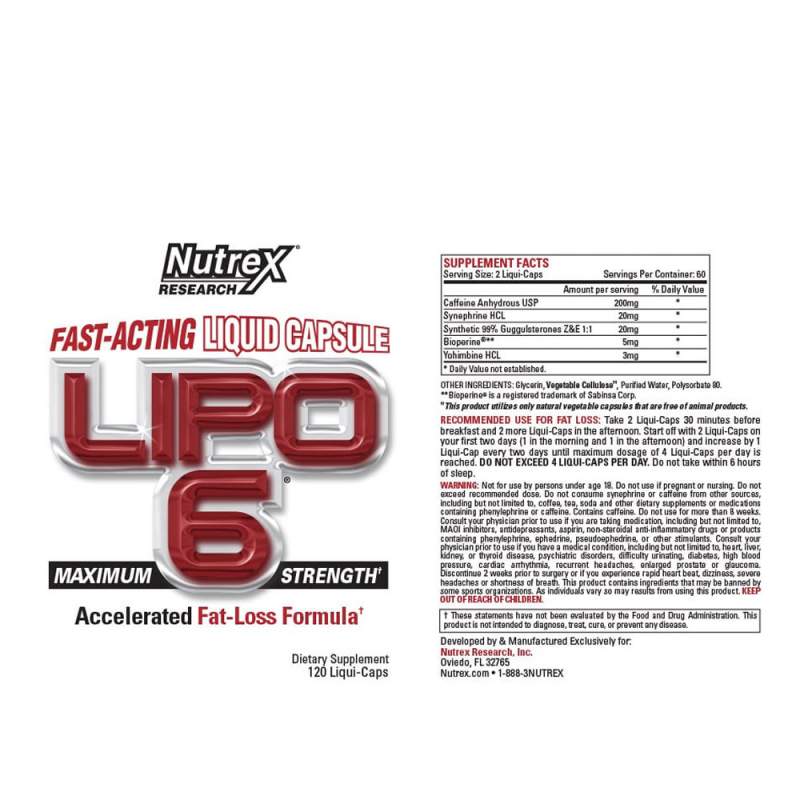 Nutrex®
RESEARCH
FAST-ACTING LIQUID CAPSULE
LIPO
6®
MAXIMUM STRENGTH†
Accelerated Fat-Loss Formula†
Dietary Supplement
120 Liqui-Caps
SUPPLEMENT FACTS
Serving Size: 2 Liqui-Caps Servings Per Container: 60
Amount per serving % Daily Value
Caffeine Anhydrous USP 200mg *
Synephrine HCL 20mg *
Synthetic 99% Guggulsterones Z&E 1:1 20mg *
Bioperine®** 5mg *
Yohimbine HCL 3mg *
* Daily Value not established.
OTHER INGREDIENTS: Glycerin, Vegetable Cellulose", Purified Water, Polysorbate 80.
**Bioperine® is a registered trademark of Sabinsa Corp.
"This product utilizes only natural vegetable capsules that are free of animal products.
RECOMMENDED USE FOR FAT LOSS: Take 2 Liqui-Caps 30 minutes before
breakfast and 2 more Liqui-Caps in the afternoon. Start off with 2 Liqui-Caps on
your first two days (1 in the morning and 1 in the afternoon) and increase by 1
Liqui-Cap every two days until maximum dosage of 4 Liqui-Caps per day is
reached. DO NOT EXCEED 4 LIQUI-CAPS PER DAY. Do not take within 6 hours
of sleep.
WARNING: Not for use by persons under age 18. Do not use if pregnant or nursing. Do not
exceed recommended dose. Do not consume synephrine or caffeine from other sources,
including but not limited to, coffee, tea, soda and other dietary supplements or medications
containing phenylephrine or caffeine. Contains caffeine. Do not use for more than 8 weeks.
Consult your physician prior to use if you are taking medication, including but not limited to,
MAOI inhibitors, antidepressants, aspirin, non-steroidal anti-inflammatory drugs or products
containing phenylephrine, ephedrine, pseudoephedrine, or other stimulants. Consult your
physician prior to use if you have a medical condition, including but not limited to, heart, liver,
kidney, or thyroid disease, psychiatric disorders, difficulty urinating, diabetes, high blood
pressure, cardiac arrhythmia, recurrent headaches, enlarged prostate or glaucoma.
Discontinue 2 weeks prior to surgery or if you experience rapid heart beat, dizziness, severe
headaches or shortness of breath. This product contains ingredients that may be banned by
some sports organizations. As individuals vary so may results from using this product. KEEP
OUT OF REACH OF CHILDREN.
† These statements have not been evaluated by the Food and Drug Administration. This
product is not intended to diagnose, treat, cure, or prevent any disease.
Developed by & Manufactured Exclusively for:
Nutrex Research, Inc.
Oviedo, FL 32765
Nutrex.com • 1-888-3NUTREX